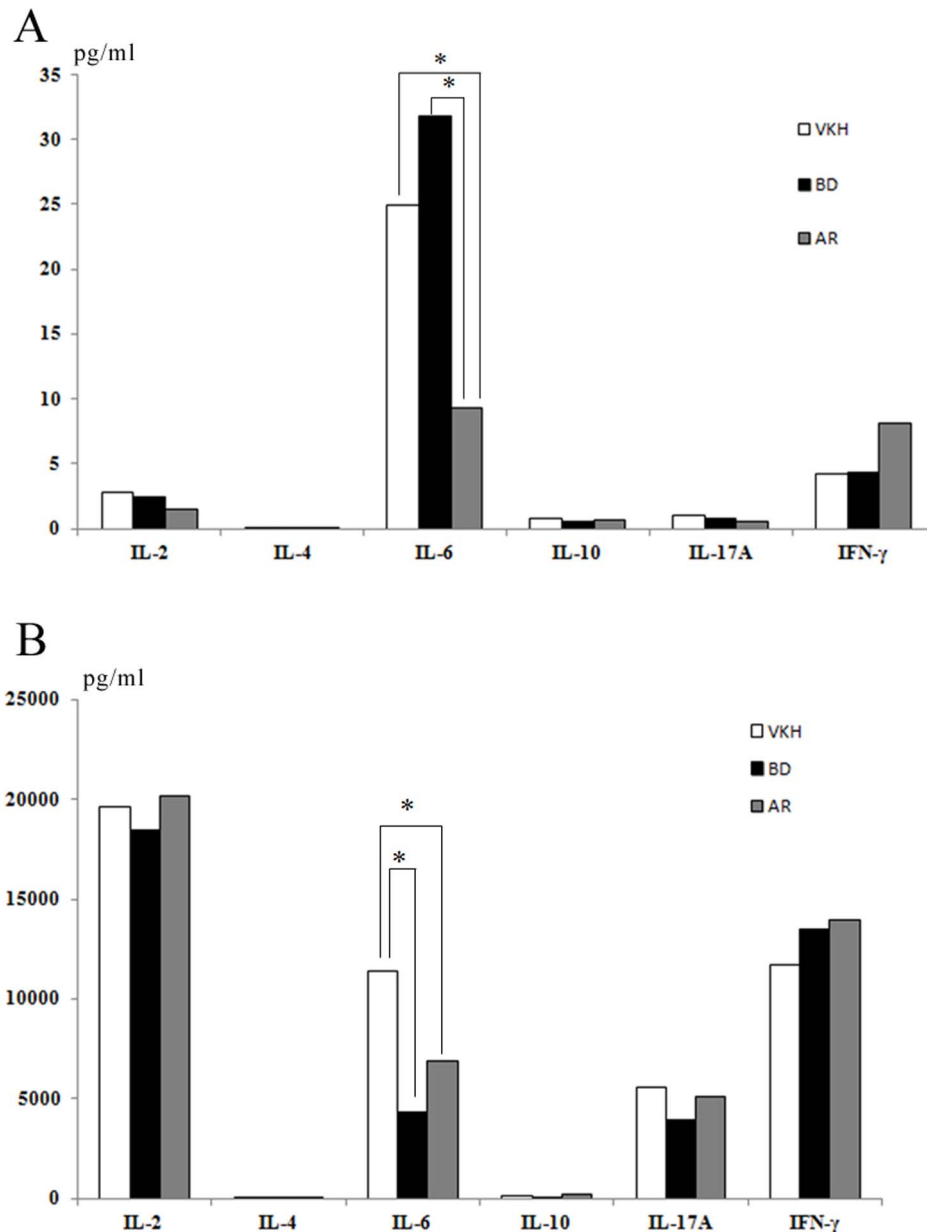 A
pg/ml
35
30
25
20
15
10
5
0
*
*
VKH
BD
AR
IL-2 IL-4 IL-6 IL-10 IL-17A IFN-γ
B
pg/ml
25000
20000
15000
10000
5000
0
*
*
VKH
BD
AR
IL-2 IL-4 IL-6 IL-10 IL-17A IFN-γ